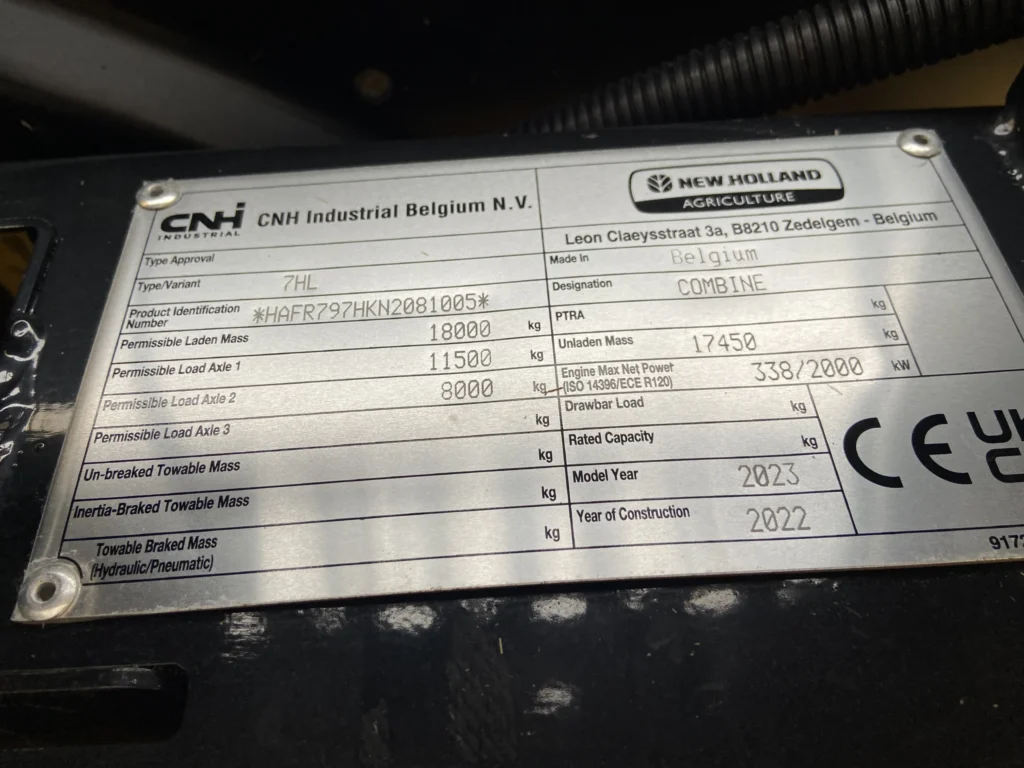 CNH INDUSTRIAL
CNH Industrial Belgium N.V.
NEW HOLLAND
AGRICULTURE
Leon Claeysstraat 3a, B8210 Zedelgem - Belgium
Type Approval
Made In Belgium
Type/Variant 7HL
Designation COMBINE
Product Identification
Number *HAFR797HKN2081005*
PTRA kg
Permissible Laden Mass 18000 kg
Unladen Mass 17450 kg
Permissible Load Axle 1 11500 kg
Engine Max Net Power
(ISO 14396/ECE R120) 338/2000 kW
Permissible Load Axle 2 8000 kg
Drawbar Load kg
Permissible Load Axle 3 kg
Rated Capacity kg
Un-breaked Towable Mass kg
Model Year 2023
Inertia-Braked Towable Mass kg
Year of Construction 2022
Towable Braked Mass
(Hydraulic/Pneumatic) kg
CE